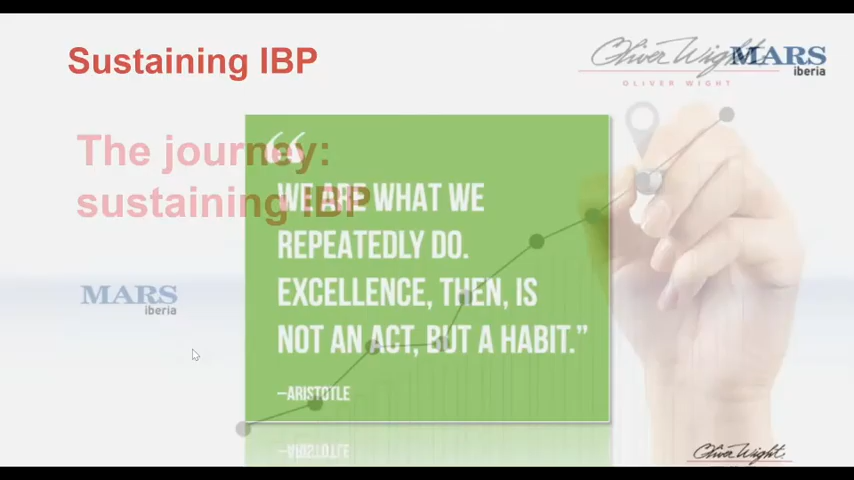 Sustaining IBP
Oliver Wight
OLIVER WIGHT
MARS
iberia
The journey:
sustaining IBP
“
WE ARE WHAT WE
REPEATEDLY DO.
EXCELLENCE, THEN, IS
NOT AN ACT, BUT A HABIT.”
–ARISTOTLE
MARS
iberia
Oliver Wight